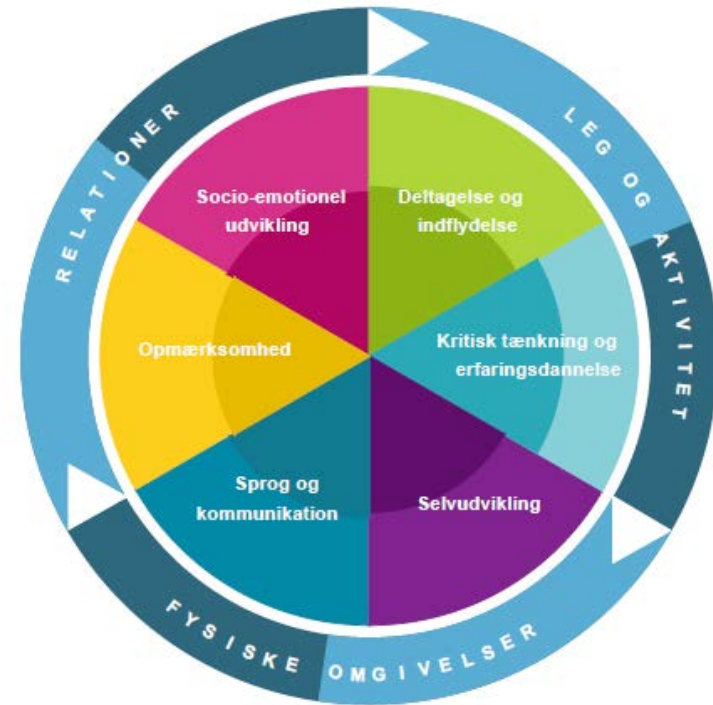 RELATIONER
LEG OG AKTIVITET
FYSISKE OMGIVELSER
Socio-emotionel
udvikling
Deltagelse og
indflydelse
Opmærksomhed
Kritisk tænkning og
erfaringsdannelse
Sprog og
kommunikation
Selvudvikling